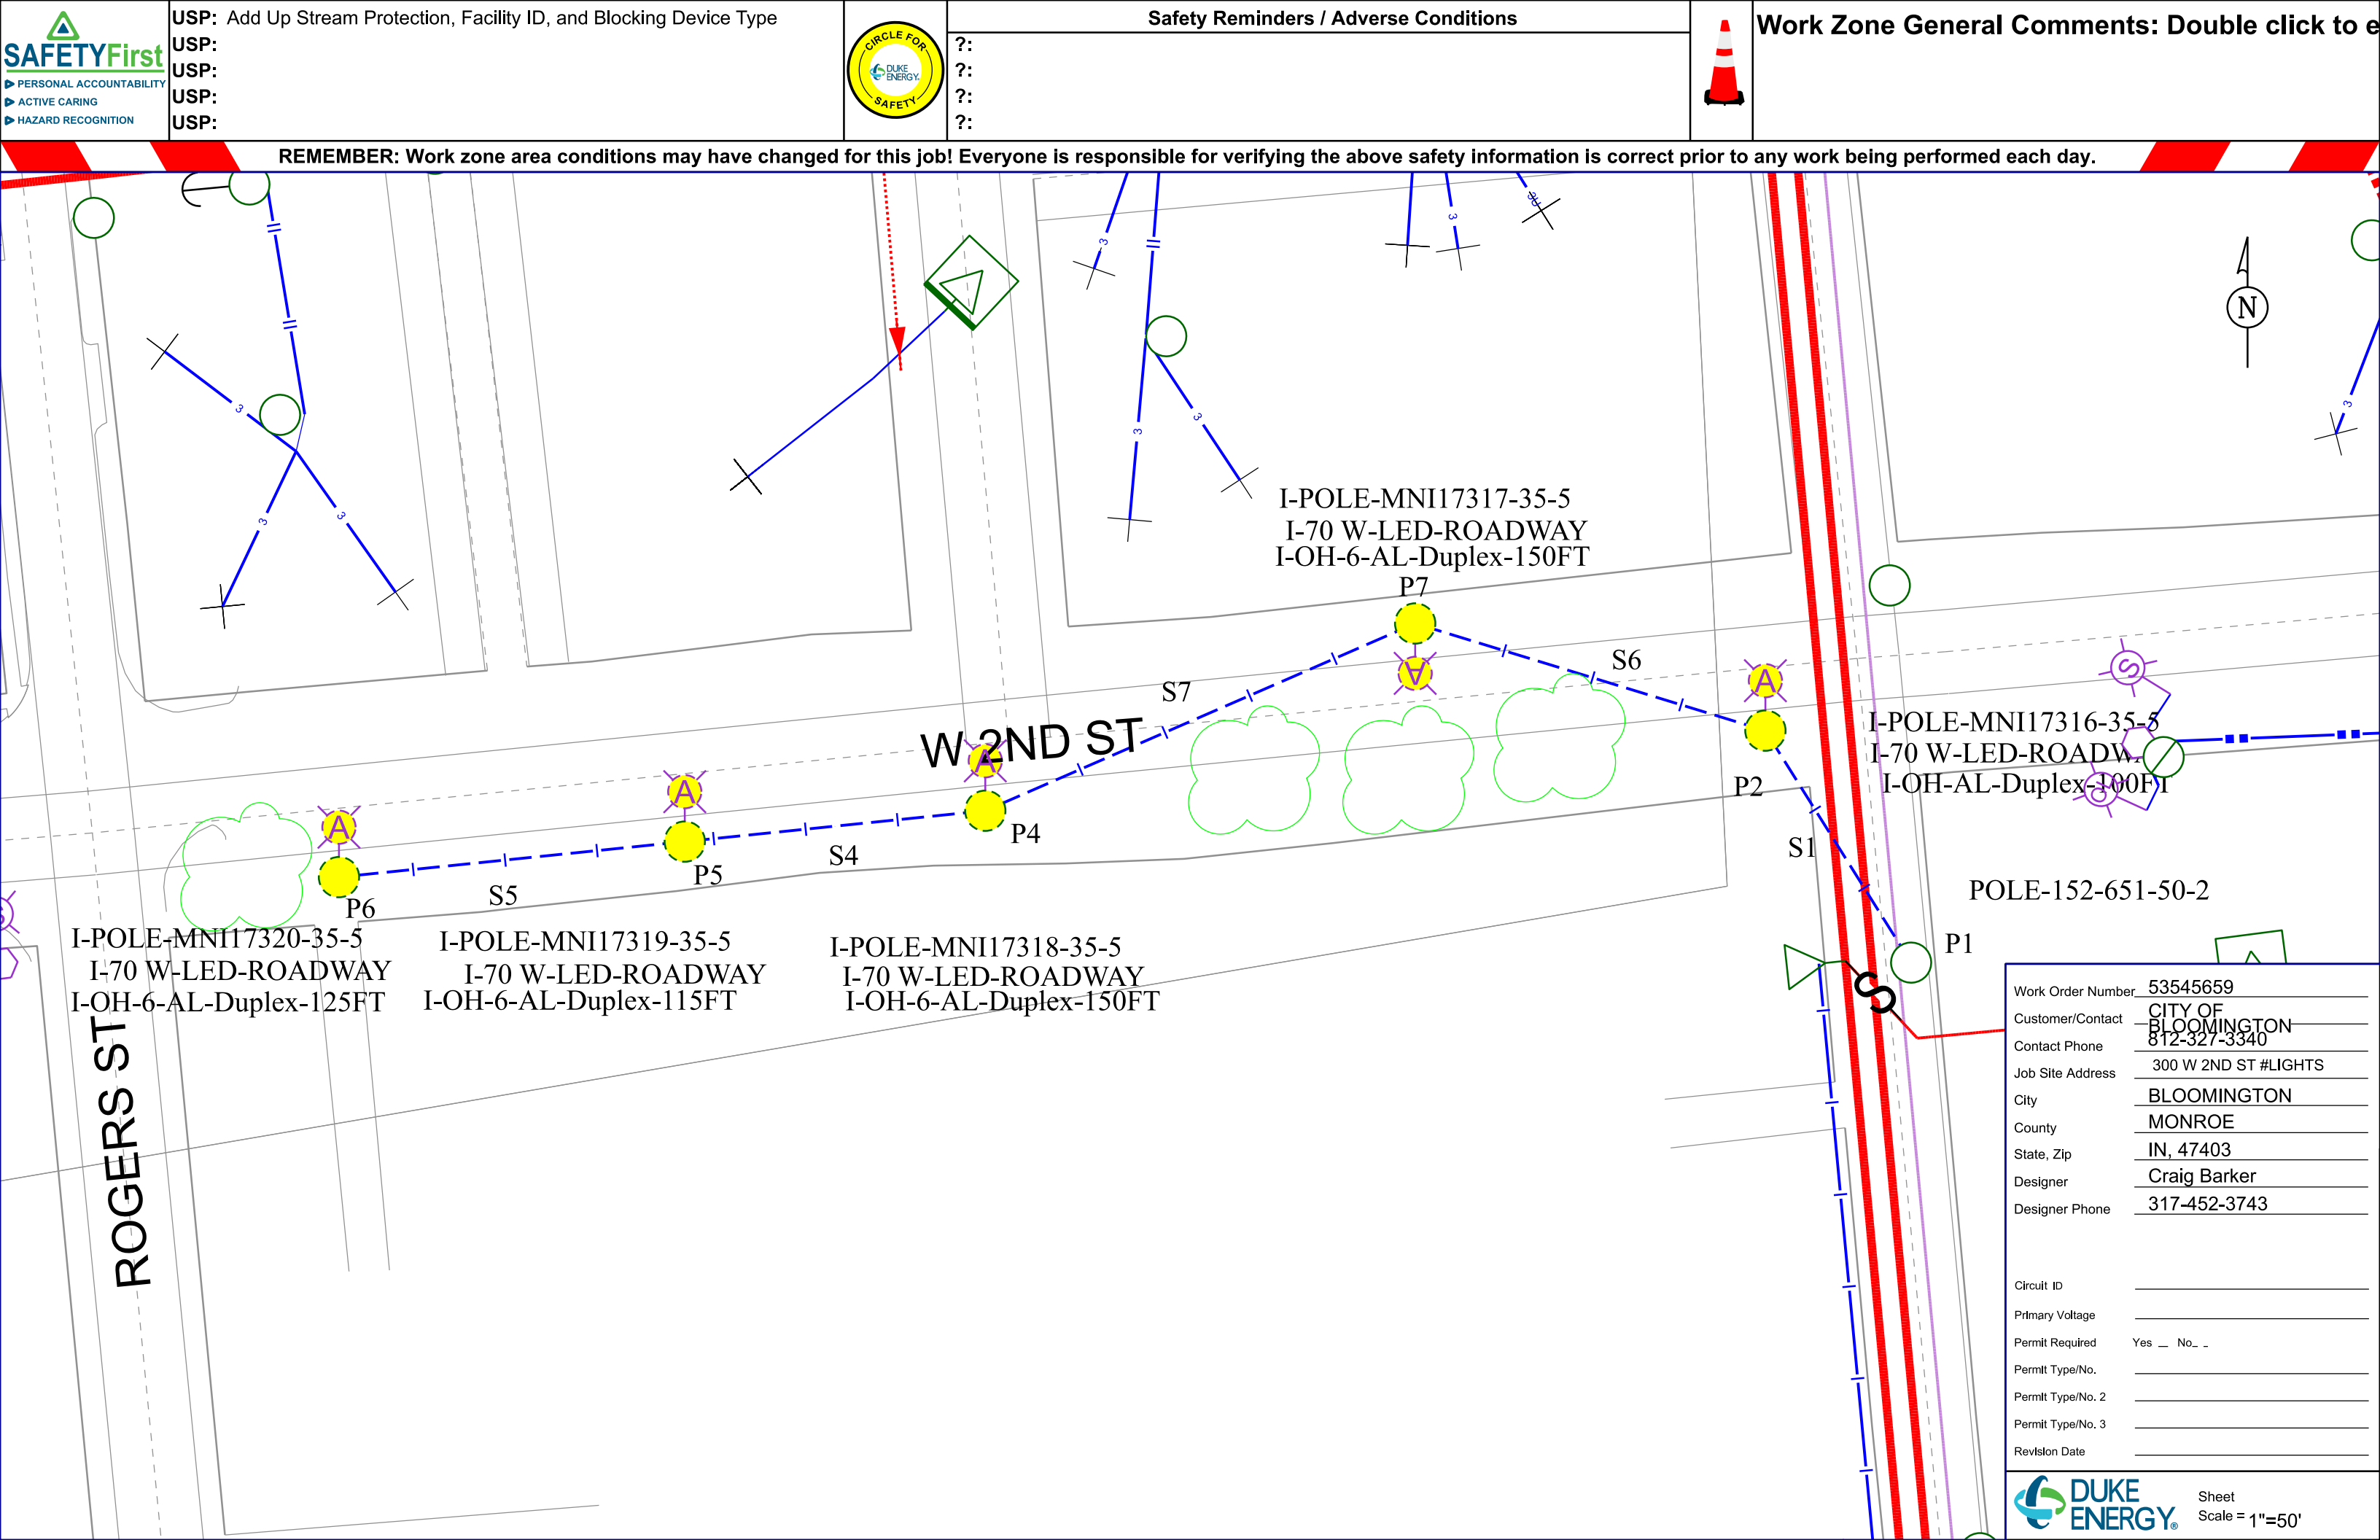 SAFETYFirst
PERSONAL ACCOUNTABILITY
ACTIVE CARING
HAZARD RECOGNITION
USP: Add Up Stream Protection, Facility ID, and Blocking Device Type
USP:
USP:
USP:
USP:
CIRCLE FOR
DUKE
ENERGY.
SAFETY
Safety Reminders / Adverse Conditions
?:
?:
?:
?:
Work Zone General Comments: Double click to e
REMEMBER: Work zone area conditions may have changed for this job! Everyone is responsible for verifying the above safety information is correct prior to any work being performed each day.
3
3
3
3
3
3
3
3
3
N
I-POLE-MNI17317-35-5
I-70 W-LED-ROADWAY
I-OH-6-AL-Duplex-150FT
P7
A
S6
S7
A
S
W 2ND ST
A
A
A
I-POLE-MNI17316-35-5
I-70 W-LED-ROADW
I-OH-AL-Duplex-100FT
P2
P4
S4
S1
P5
S5
P6
POLE-152-651-50-2
P1
S
I-POLE-MNI17320-35-5
I-70 W-LED-ROADWAY
I-OH-6-AL-Duplex-125FT
I-POLE-MNI17319-35-5
I-70 W-LED-ROADWAY
I-OH-6-AL-Duplex-115FT
I-POLE-MNI17318-35-5
I-70 W-LED-ROADWAY
I-OH-6-AL-Duplex-150FT
ROGERS ST
Work Order Number 53545659
Customer/Contact CITY OF
BLOOMINGTON
Contact Phone 812-327-3340
Job Site Address 300 W 2ND ST #LIGHTS
City BLOOMINGTON
County MONROE
State, Zip IN, 47403
Designer Craig Barker
Designer Phone 317-452-3743
Circuit ID
Primary Voltage
Permit Required Yes _ No_ _
Permit Type/No.
Permit Type/No. 2
Permit Type/No. 3
Revision Date
DUKE
ENERGY®
Sheet
Scale = 1"=50'